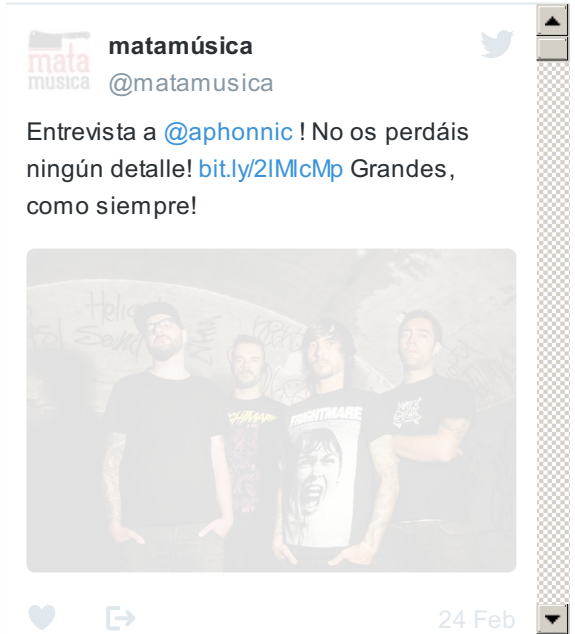 mata
musica
matamúsica
@matamusica
Entrevista a @aphonnic ! No os perdáis
ningún detalle! bit.ly/2lMlcMp Grandes,
como siempre!
FRIGHTMARE
24 Feb